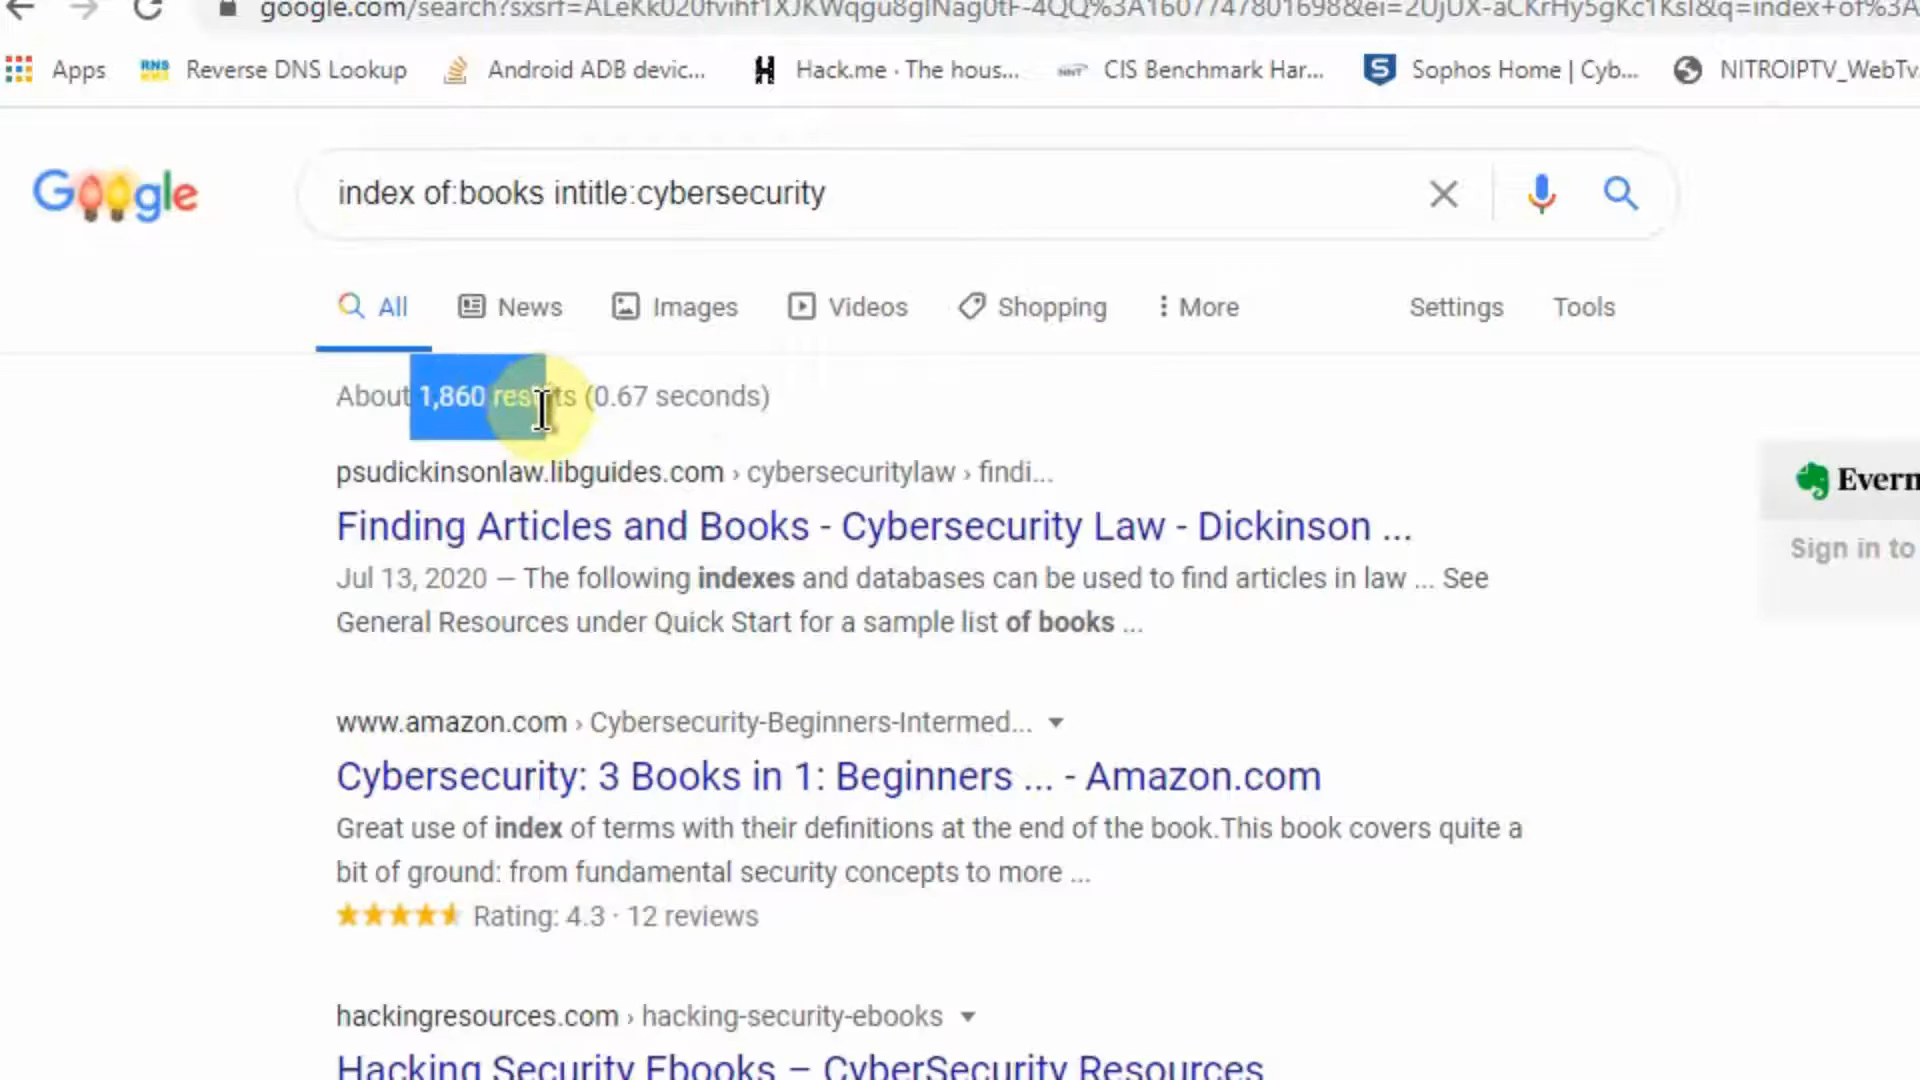 google.com/search?sxsrf=
Apps
RNS
Reverse DNS Lookup
Android ADB devic...
Hack.me · The hous...
NNT
CIS Benchmark Har...
S
Sophos Home | Cyb...
NITROIPTV_WebTv
Google
index of:books intitle:cybersecurity
All
News
Images
Videos
Shopping
More
Settings
Tools
About 1,860 results (0.67 seconds)
psudickinsonlaw.libguides.com › cybersecuritylaw › findi...
Finding Articles and Books - Cybersecurity Law - Dickinson ...
Jul 13, 2020 — The following indexes and databases can be used to find articles in law ... See
General Resources under Quick Start for a sample list of books ...
Evern
Sign in to
www.amazon.com › Cybersecurity-Beginners-Intermed...
Cybersecurity: 3 Books in 1: Beginners ... - Amazon.com
Great use of index of terms with their definitions at the end of the book.This book covers quite a
bit of ground: from fundamental security concepts to more ...
Rating: 4.3 · 12 reviews
hackingresources.com › hacking-security-ebooks
Hacking Security Ebooks – CyberSecurity Resources